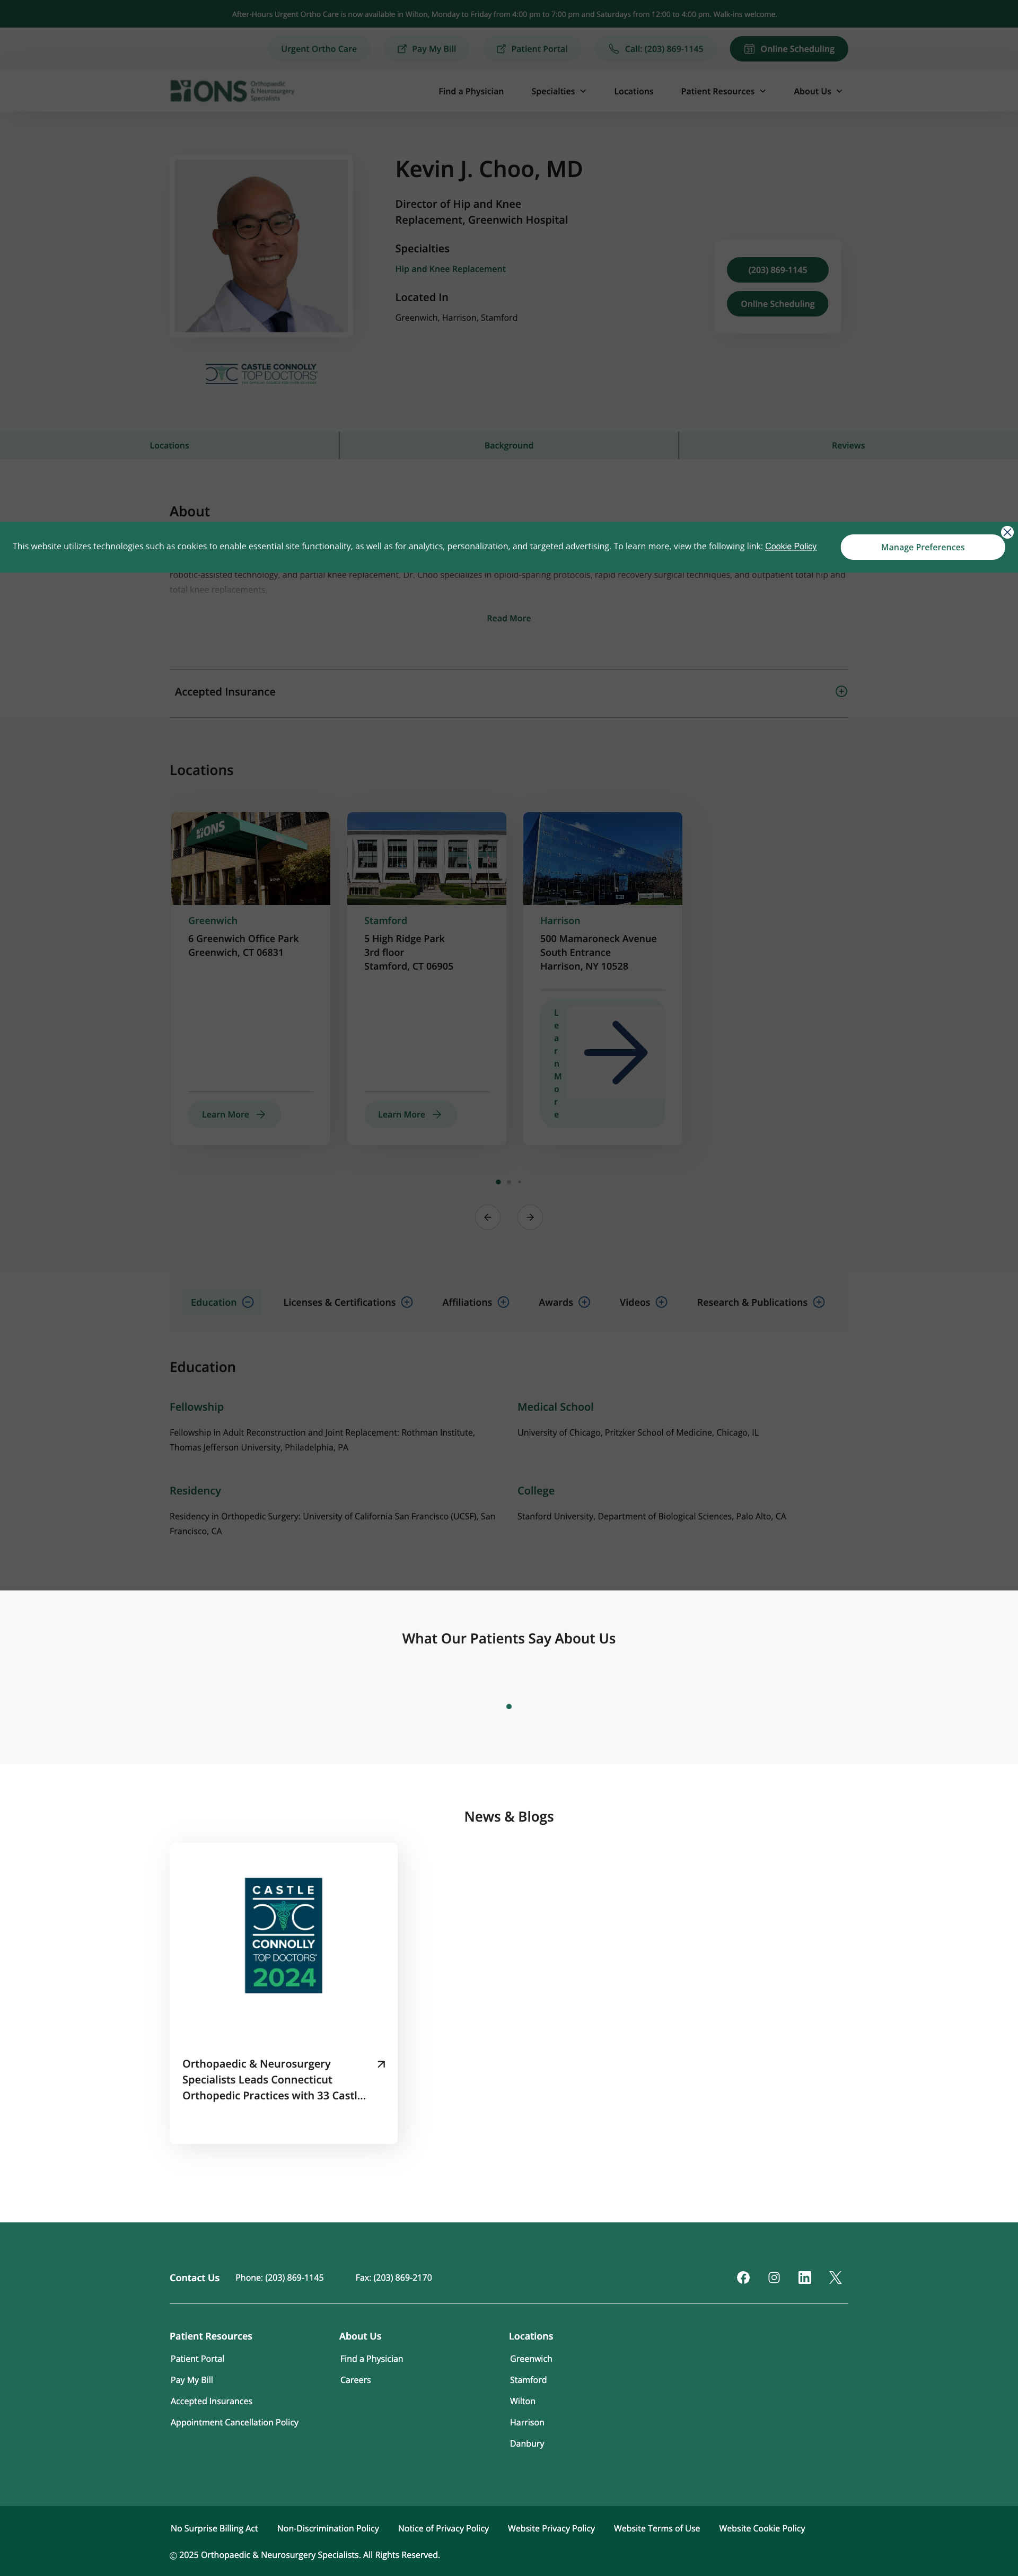 After-Hours Urgent Ortho Care is now available in Wilton, Monday to Friday from 4:00 pm to 7:00 pm and Saturdays from 12:00 to 4:00 pm. Walk-ins welcome.
Urgent Ortho Care
Pay My Bill
Patient Portal
Call: (203) 869-1145
Online Scheduling
ONS Orthopaedic & Neurosurgery Specialists
Find a Physician
Specialties
Locations
Patient Resources
About Us
Kevin J. Choo, MD
Director of Hip and Knee
Replacement, Greenwich Hospital
Specialties
Hip and Knee Replacement
Located In
Greenwich, Harrison, Stamford
(203) 869-1145
Online Scheduling
CASTLE CONNOLLY
TOP DOCTORS
Locations
Background
Reviews
About
This website utilizes technologies such as cookies to enable essential site functionality, as well as for analytics, personalization, and targeted advertising. To learn more, view the following link: Cookie Policy
Manage Preferences
robotic-assisted technology, and partial knee replacement. Dr. Choo specializes in opioid-sparing protocols, rapid recovery surgical techniques, and outpatient total hip and
total knee replacements.
Read More
Accepted Insurance
Locations
ONS
Greenwich
6 Greenwich Office Park
Greenwich, CT 06831
Learn More
Stamford
5 High Ridge Park
3rd floor
Stamford, CT 06905
Learn More
Harrison
500 Mamaroneck Avenue
South Entrance
Harrison, NY 10528
Learn More
Education
Licenses & Certifications
Affiliations
Awards
Videos
Research & Publications
Education
Fellowship
Fellowship in Adult Reconstruction and Joint Replacement: Rothman Institute,
Thomas Jefferson University, Philadelphia, PA
Medical School
University of Chicago, Pritzker School of Medicine, Chicago, IL
Residency
Residency in Orthopedic Surgery: University of California San Francisco (UCSF), San
Francisco, CA
College
Stanford University, Department of Biological Sciences, Palo Alto, CA
What Our Patients Say About Us
News & Blogs
CASTLE
CONNOLLY
TOP DOCTORS
2024
Orthopaedic & Neurosurgery
Specialists Leads Connecticut
Orthopedic Practices with 33 Castl...
Contact Us
Phone: (203) 869-1145
Fax: (203) 869-2170
Patient Resources
Patient Portal
Pay My Bill
Accepted Insurances
Appointment Cancellation Policy
About Us
Find a Physician
Careers
Locations
Greenwich
Stamford
Wilton
Harrison
Danbury
No Surprise Billing Act
Non-Discrimination Policy
Notice of Privacy Policy
Website Privacy Policy
Website Terms of Use
Website Cookie Policy
© 2025 Orthopaedic & Neurosurgery Specialists. All Rights Reserved.